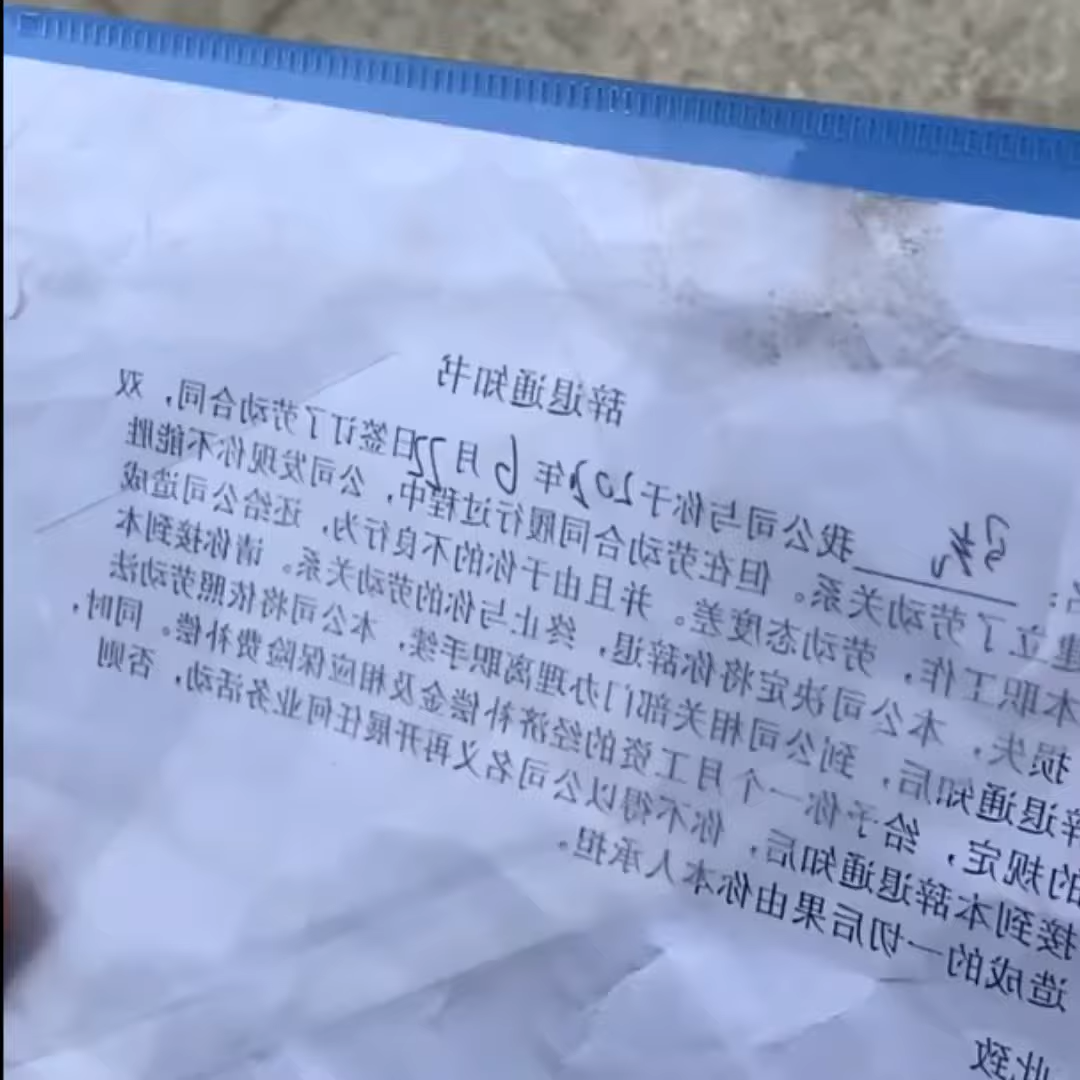 辞退通知书
：我公司与你于202年6月22日签订了劳动合同，双
建立了劳动关系。但在劳动合同履行过程中，公司发现你不能胜
本职工作，劳动态度差。并且由于你的不良行为，还给公司造成
损失，本公司决定将你辞退，终止与你的劳动关系。请你接到本
辞退通知后，到公司相关部门办理离职手续，本公司将依照劳动法
的规定，给予你一个月工资的经济补偿金及相应保险费补偿。同时，
接到本辞退通知后，你不得以公司名义再开展任何业务活动，否则
造成的一切后果由你本人承担。
此致